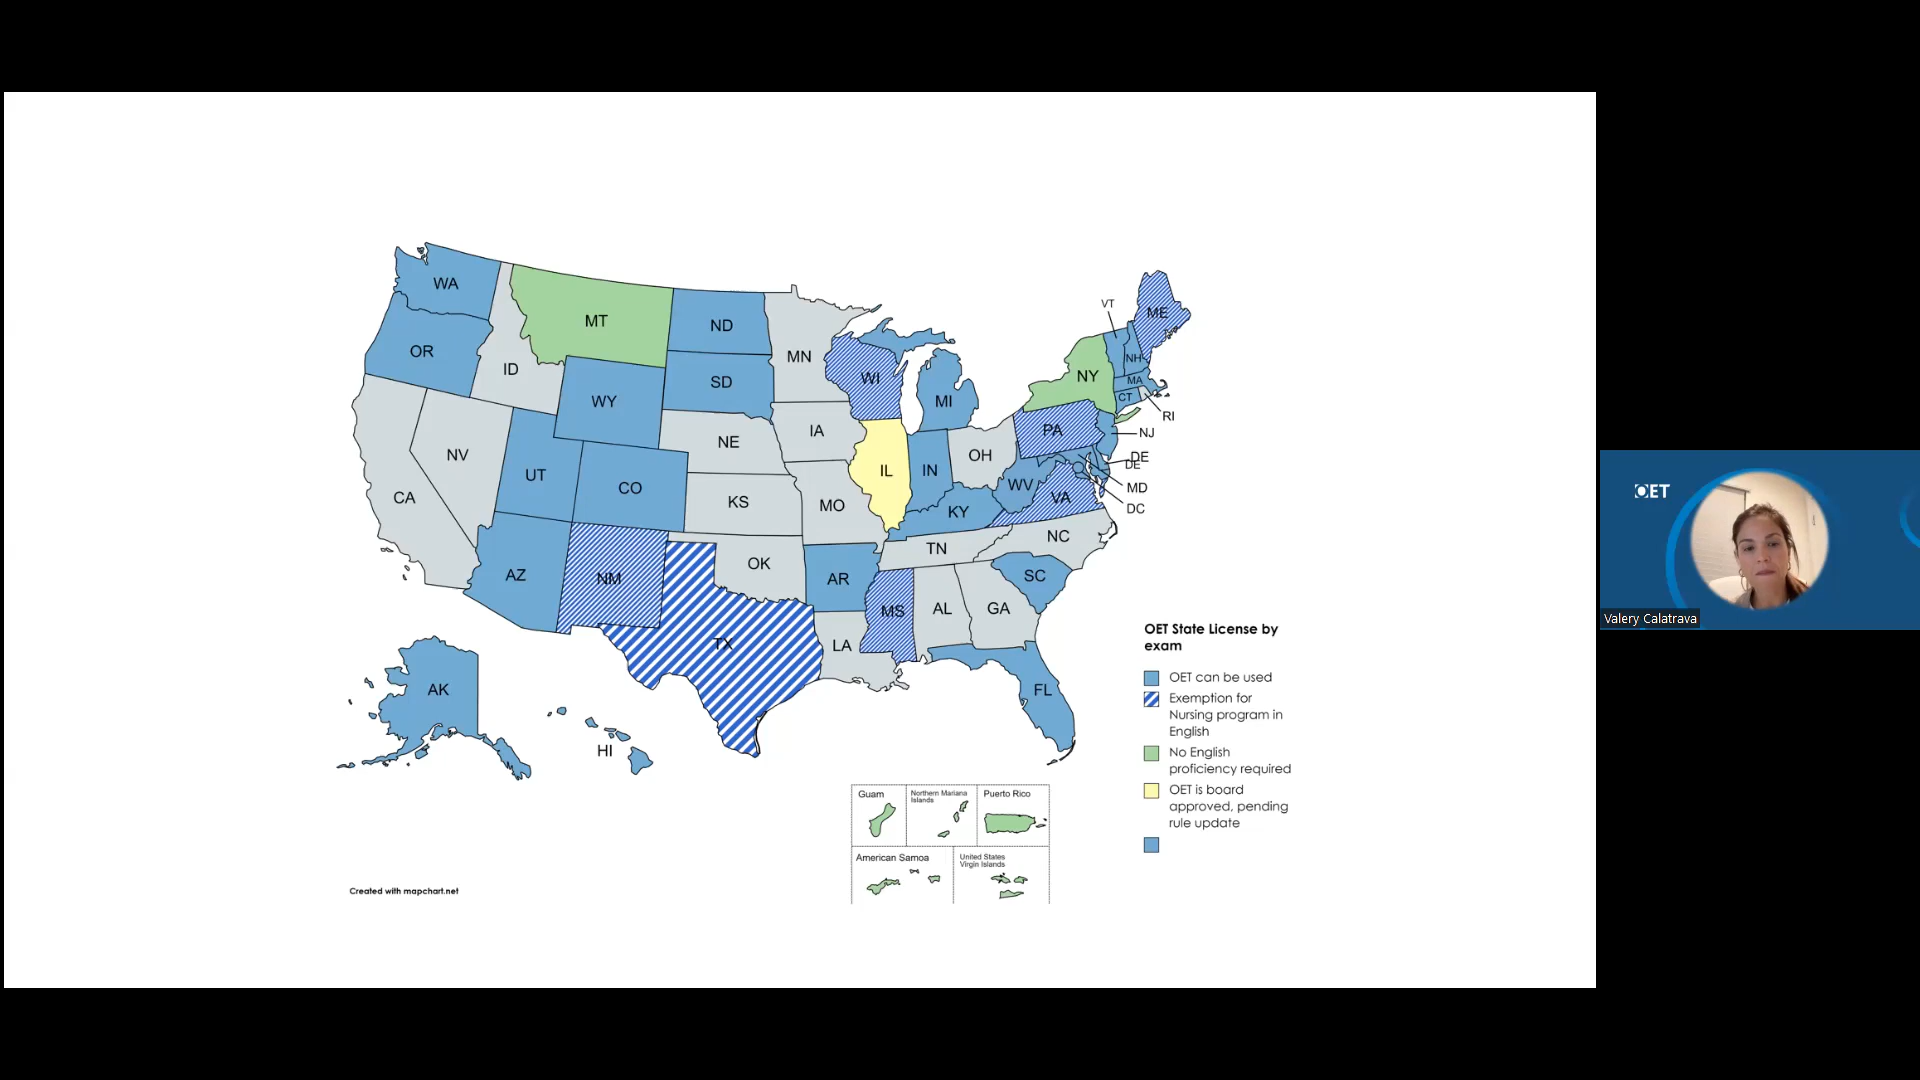 WA
MT
ND
MN
VT
ME
OR
ID
WY
SD
WI
MI
NY
NH
MA
CT
RI
NV
UT
CO
NE
IA
IL
IN
OH
PA
NJ
DE
DE
CA
KS
MO
KY
WV
VA
MD
DC
AZ
NM
OK
AR
TN
NC
SC
TX
LA
MS
AL
GA
FL
AK
HI
Guam
Northern Mariana
Islands
Puerto Rico
American Samoa
United States
Virgin Islands
OET State License by
exam
OET can be used
Exemption for
Nursing program in
English
No English
proficiency required
OET is board
approved, pending
rule update
Created with mapchart.net
OET
Valery Calatrava